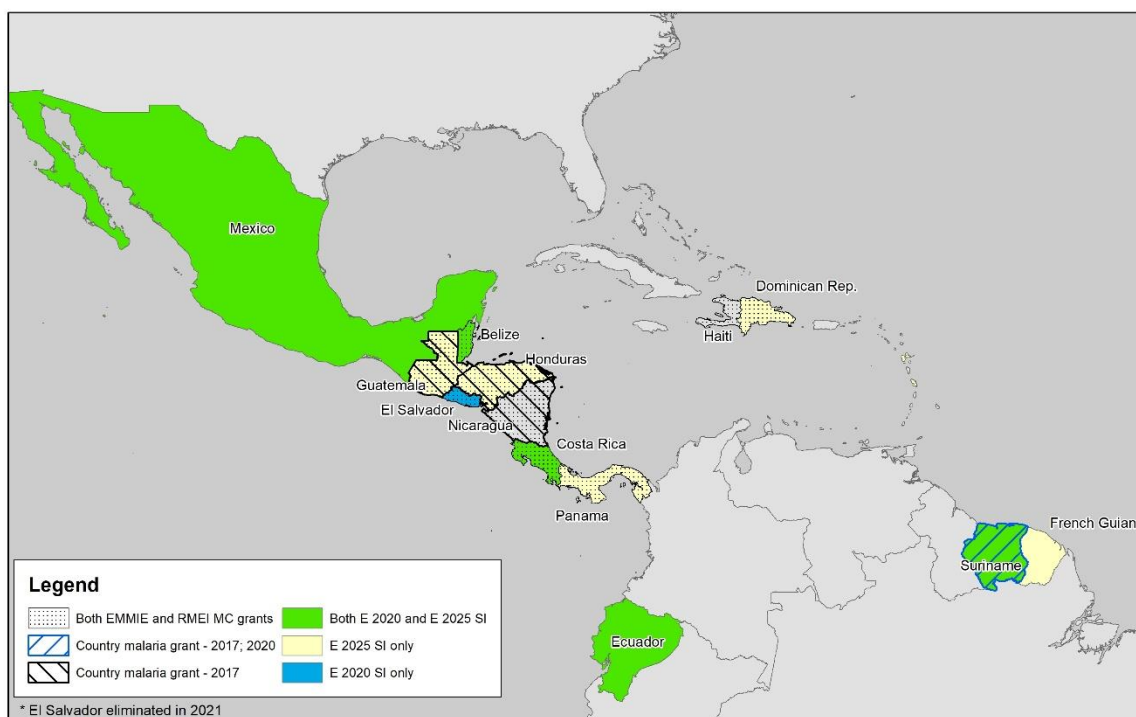 Mexico
Dominican Rep.
Belize
Haiti
Honduras
Guatemala
El Salvador
Nicaragua
Costa Rica
Panama
French Guian
Suriname
Ecuador
Legend
Both EMMIE and RMEI MC grants
Both E 2020 and E 2025 SI
Country malaria grant - 2017; 2020
E 2025 SI only
Country malaria grant - 2017
E 2020 SI only
* El Salvador eliminated in 2021